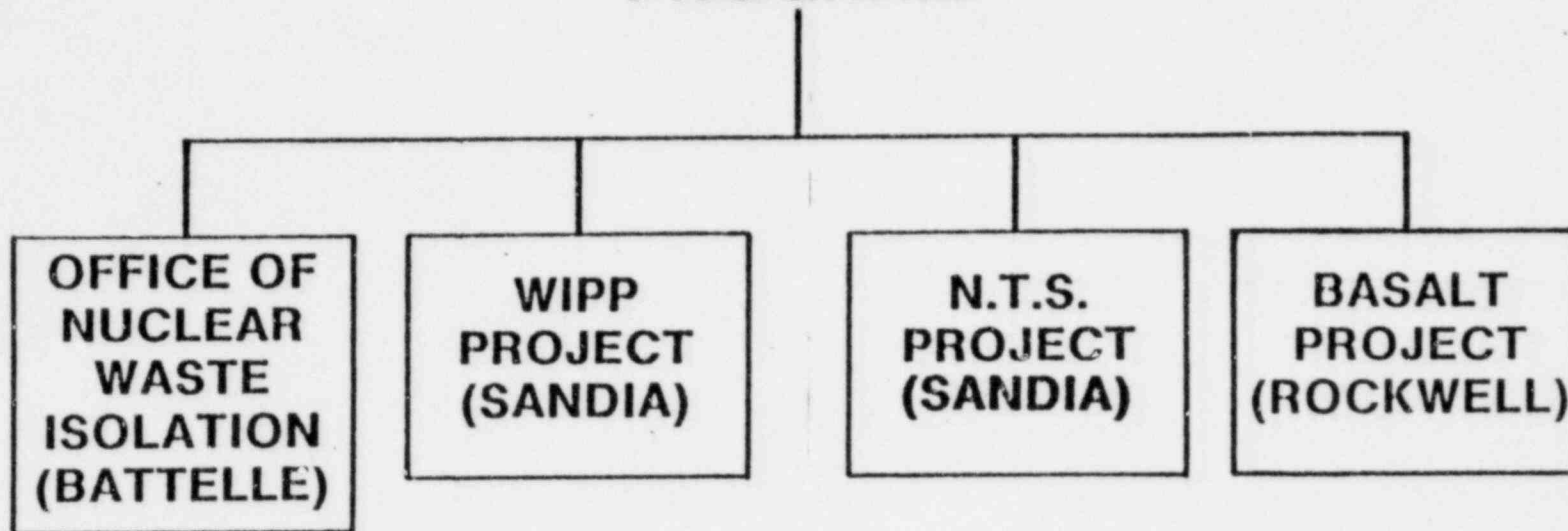 OFFICE OF
NUCLEAR
WASTE
ISOLATION
(BATTELLE)
WIPP
PROJECT
(SANDIA)
N.T.S.
PROJECT
(SANDIA)
BASALT
PROJECT
(ROCKWELL)